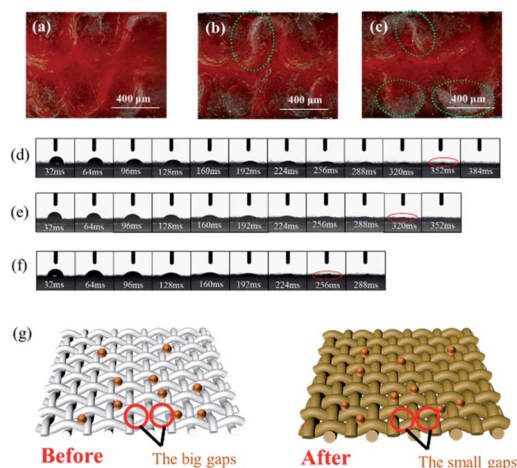 (a)
400 μm
(b)
400 μm
(c)
400 μm
(d)
32ms 64ms 96ms 128ms 160ms 192ms 224ms 256ms 288ms 320ms 352ms 384ms
(e)
32ms 64ms 96ms 128ms 160ms 192ms 224ms 256ms 288ms 320ms 352ms
(f)
32ms 64ms 96ms 128ms 160ms 192ms 224ms 256ms 288ms
(g)
Before
The big gaps
After
The small gaps